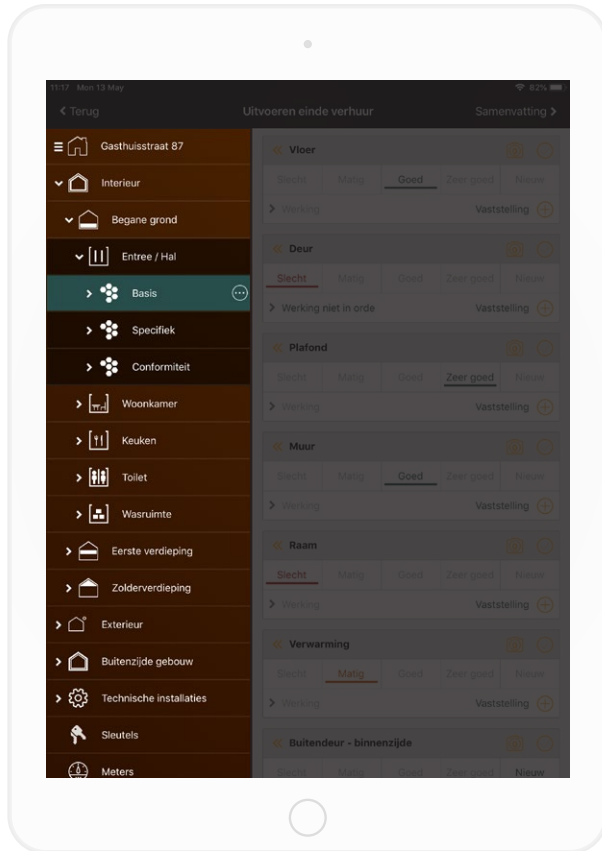 11:17 Mon 13 May
82%
Terug
Uitvoeren einde verhuur
Samenvatting
Gasthuisstraat 87
Interieur
Begane grond
Entree / Hal
Basis
Specifiek
Conformiteit
Woonkamer
Keuken
Toilet
Wasruimte
Eerste verdieping
Zolderverdieping
Exterieur
Buitenzijde gebouw
Technische installaties
Sleutels
Meters
Vloer
Slecht Matig Goed Zeer goed Nieuw
Werking Vaststelling
Deur
Slecht Matig Goed Zeer goed Nieuw
Werking niet in orde Vaststelling
Plafond
Slecht Matig Goed Zeer goed Nieuw
Werking Vaststelling
Muur
Slecht Matig Goed Zeer goed Nieuw
Werking Vaststelling
Raam
Slecht Matig Goed Zeer goed Nieuw
Werking Vaststelling
Verwarming
Slecht Matig Goed Zeer goed Nieuw
Werking Vaststelling
Buitendeur - binnenzijde
Slecht Matig Goed Zeer goed Nieuw